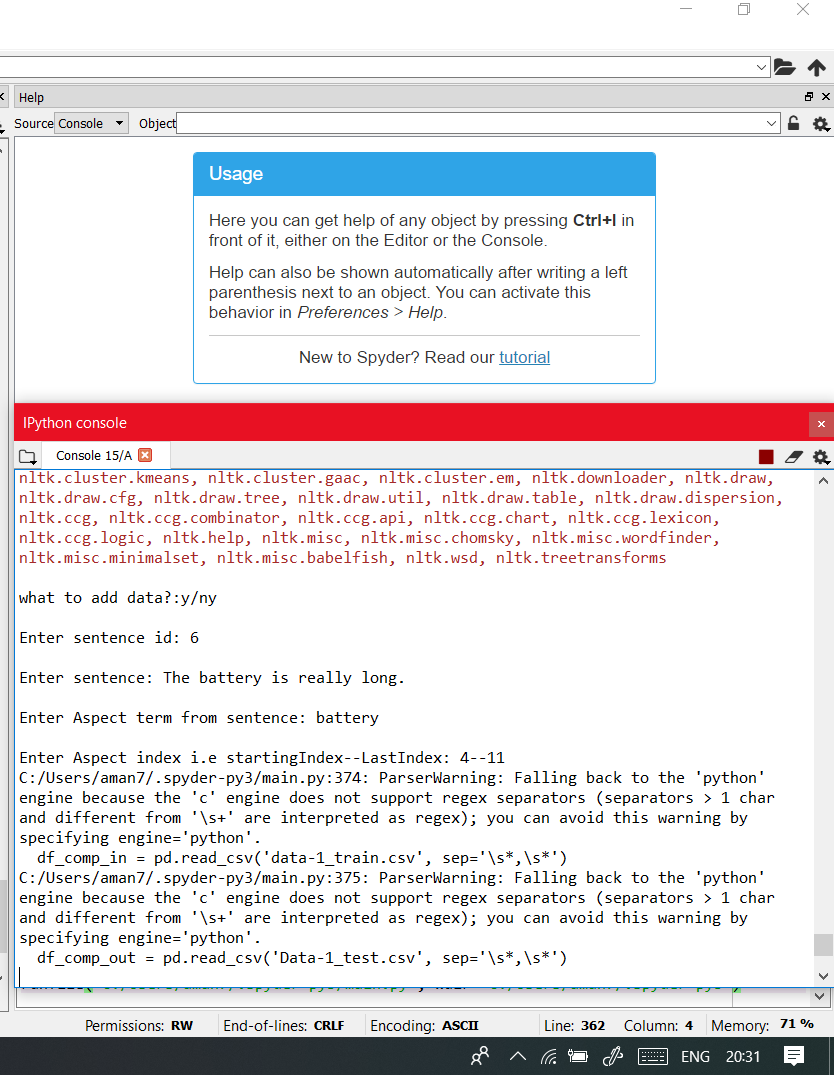 Help
Source Console Object
Usage
Here you can get help of any object by pressing Ctrl+I in
front of it, either on the Editor or the Console.
Help can also be shown automatically after writing a left
parenthesis next to an object. You can activate this
behavior in Preferences > Help.
New to Spyder? Read our tutorial
IPython console
Console 15/A
nltk.cluster.kmeans, nltk.cluster.gaac, nltk.cluster.em, nltk.downloader, nltk.draw,
nltk.draw.cfg, nltk.draw.tree, nltk.draw.util, nltk.draw.table, nltk.draw.dispersion,
nltk.ccg, nltk.ccg.combinator, nltk.ccg.api, nltk.ccg.chart, nltk.ccg.lexicon,
nltk.ccg.logic, nltk.help, nltk.misc, nltk.misc.chomsky, nltk.misc.wordfinder,
nltk.misc.minimalset, nltk.misc.babelfish, nltk.wsd, nltk.treetransforms
what to add data?:y/ny
Enter sentence id: 6
Enter sentence: The battery is really long.
Enter Aspect term from sentence: battery
Enter Aspect index i.e startingIndex--LastIndex: 4--11
C:/Users/aman7/.spyder-py3/main.py:374: ParserWarning: Falling back to the 'python'
engine because the 'c' engine does not support regex separators (separators > 1 char
and different from '\s+' are interpreted as regex); you can avoid this warning by
specifying engine='python'.
df_comp_in = pd.read_csv('data-1_train.csv', sep='\s*,\s*')
C:/Users/aman7/.spyder-py3/main.py:375: ParserWarning: Falling back to the 'python'
engine because the 'c' engine does not support regex separators (separators > 1 char
and different from '\s+' are interpreted as regex); you can avoid this warning by
specifying engine='python'.
df_comp_out = pd.read_csv('Data-1_test.csv', sep='\s*,\s*')
Permissions: RW End-of-lines: CRLF Encoding: ASCII Line: 362 Column: 4 Memory: 71 %
ENG 20:31